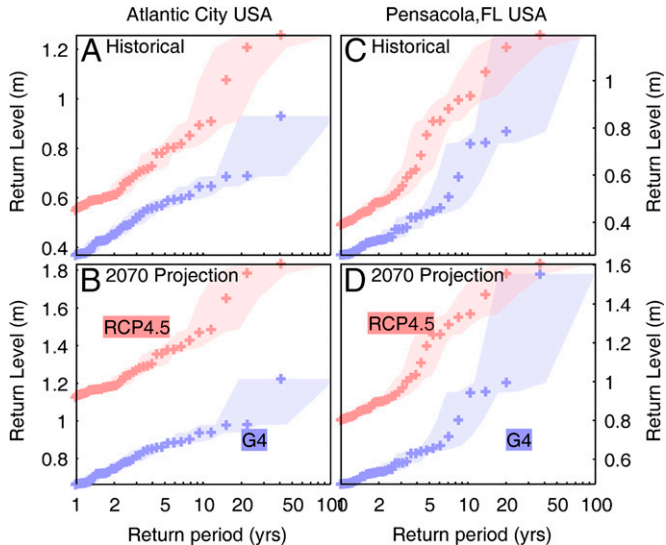 Atlantic City USA
Pensacola,FL USA
A Historical
C Historical
Return Level (m)
1.2
1
0.8
0.6
0.4
1
0.8
0.6
0.4
Return Level (m)
B 2070 Projection
D 2070 Projection
RCP4.5
RCP4.5
G4
G4
Return Level (m)
1.8
1.6
1.4
1.2
1
0.8
1.6
1.4
1.2
1
0.8
0.6
Return Level (m)
1 2 5 10 20 50 100
1 2 5 10 20 50 100
Return period (yrs)
Return period (yrs)